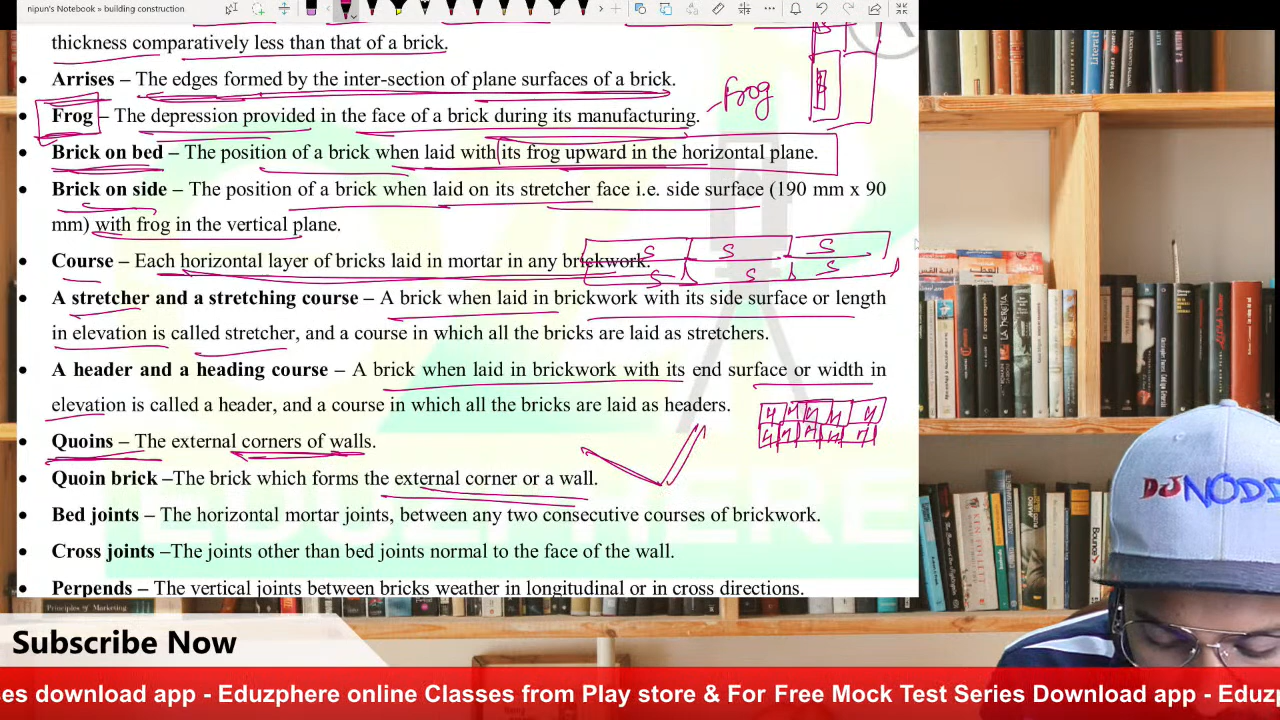 nipun's Notebook » building construction
thickness comparatively less than that of a brick.
• Arrises – The edges formed by the inter-section of plane surfaces of a brick.
• Frog – The depression provided in the face of a brick during its manufacturing.
-frog
• Brick on bed – The position of a brick when laid with its frog upward in the horizontal plane.
• Brick on side – The position of a brick when laid on its stretcher face i.e. side surface (190 mm x 90
mm) with frog in the vertical plane.
• Course – Each horizontal layer of bricks laid in mortar in any brickwork.
S S S
S S S
• A stretcher and a stretching course – A brick when laid in brickwork with its side surface or length
in elevation is called stretcher, and a course in which all the bricks are laid as stretchers.
• A header and a heading course – A brick when laid in brickwork with its end surface or width in
elevation is called a header, and a course in which all the bricks are laid as headers.
• Quoins – The external corners of walls.
• Quoin brick –The brick which forms the external corner or a wall.
• Bed joints – The horizontal mortar joints, between any two consecutive courses of brickwork.
• Cross joints –The joints other than bed joints normal to the face of the wall.
• Perpends – The vertical joints between bricks weather in longitudinal or in cross directions.
Principles of Marketing
LA HEREJIA
KEN FOLLETT
Bounce
DJ NODD
Subscribe Now
ses download app - Eduzphere online Classes from Play store & For Free Mock Test Series Download app - Eduzp